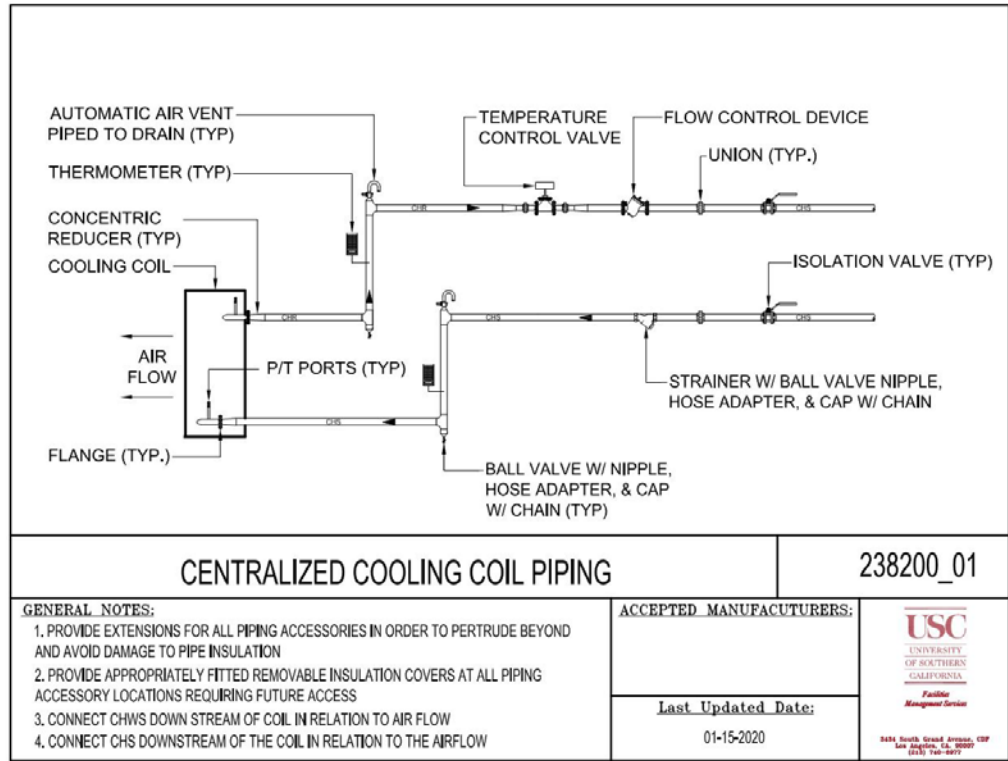 AUTOMATIC AIR VENT
PIPED TO DRAIN (TYP)
THERMOMETER (TYP)
CONCENTRIC
REDUCER (TYP)
COOLING COIL
TEMPERATURE
CONTROL VALVE
FLOW CONTROL DEVICE
UNION (TYP.)
CHR
CHS
ISOLATION VALVE (TYP)
CHR
CHS
CHS
AIR
FLOW
P/T PORTS (TYP)
STRAINER W/ BALL VALVE NIPPLE,
HOSE ADAPTER, & CAP W/ CHAIN
CHS
FLANGE (TYP.)
BALL VALVE W/ NIPPLE,
HOSE ADAPTER, & CAP
W/ CHAIN (TYP)
CENTRALIZED COOLING COIL PIPING
238200_01
GENERAL NOTES:
1. PROVIDE EXTENSIONS FOR ALL PIPING ACCESSORIES IN ORDER TO PERTRUDE BEYOND
AND AVOID DAMAGE TO PIPE INSULATION
2. PROVIDE APPROPRIATELY FITTED REMOVABLE INSULATION COVERS AT ALL PIPING
ACCESSORY LOCATIONS REQUIRING FUTURE ACCESS
3. CONNECT CHWS DOWN STREAM OF COIL IN RELATION TO AIR FLOW
4. CONNECT CHS DOWNSTREAM OF THE COIL IN RELATION TO THE AIRFLOW
ACCEPTED MANUFACUTURERS:
Last Updated Date:
01-15-2020
USC
UNIVERSITY
OF SOUTHERN
CALIFORNIA
Facilities
Management Services
South Grand Avenue, CDF
Los Angeles, CA.